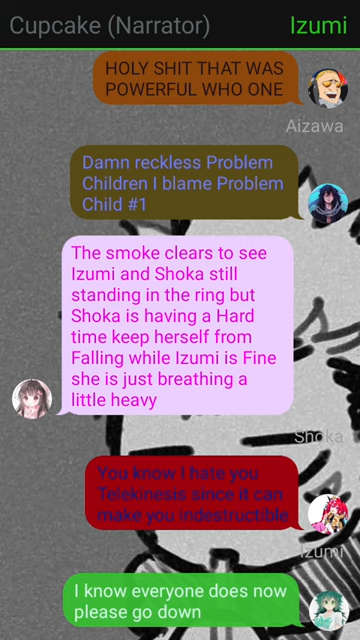 Cupcake (Narrator) Izumi
HOLY SHIT THAT WAS
POWERFUL WHO ONE
Aizawa
Damn reckless Problem
Children I blame Problem
Child #1
The smoke clears to see
Izumi and Shoka still
standing in the ring but
Shoka is having a Hard
time keep herself from
Falling while Izumi is Fine
she is just breathing a
little heavy
Shoka
You know I hate you
Telekinesis since it can
make you indestructible
Izumi
I know everyone does now
please go down